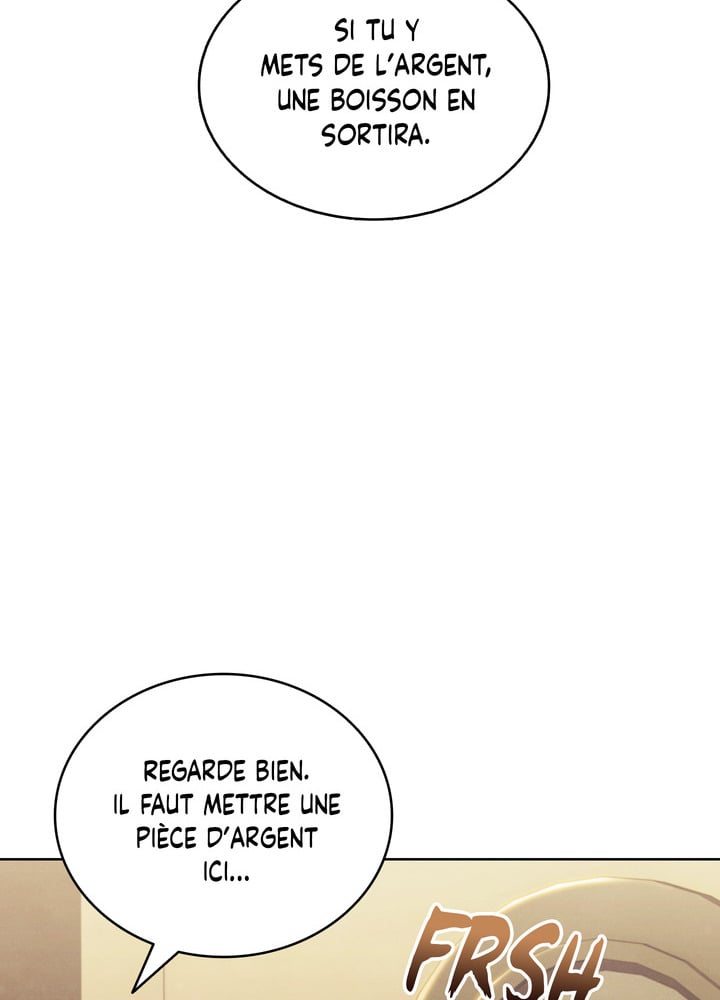 SI TU Y
METS DE L'ARGENT,
UNE BOISSON EN
SORTIRA.
REGARDE BIEN.
IL FAUT METTRE UNE
PIÈCE D'ARGENT
ICI...
FRSH